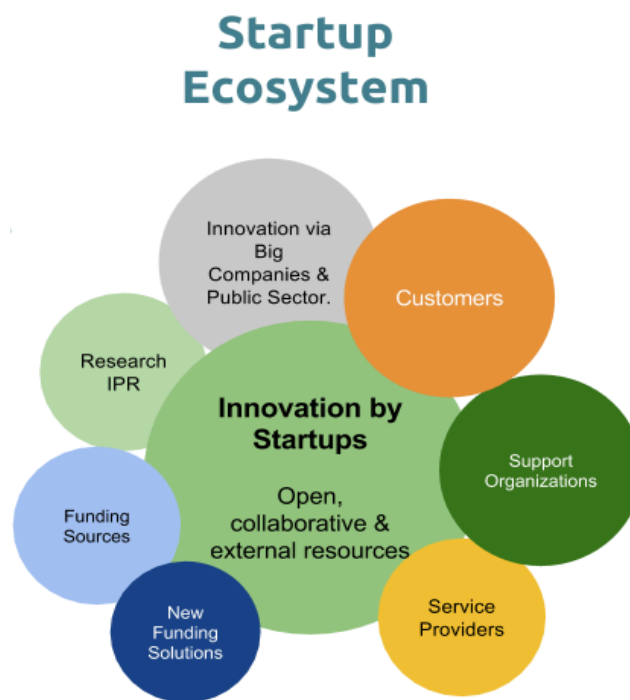 Startup
Ecosystem
Innovation via
Big
Companies &
Public Sector.
Customers
Research
IPR
Innovation by
Startups
Open,
collaborative &
external resources
Support
Organizations
Funding
Sources
New
Funding
Solutions
Service
Providers